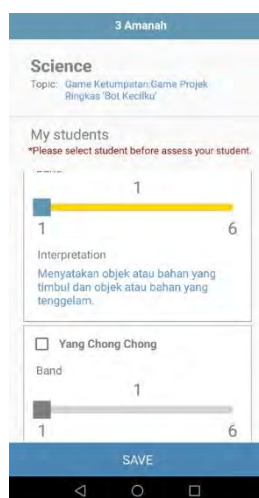 3 Amanah
Science
Topic: Game Ketumpatan:Game Projek
Ringkas 'Bot Kecilku'
My students
*Please select student before assess your student.
1
1 6
Interpretation
Menyatakan objek atau bahan yang
timbul dan objek atau bahan yang
tenggelam.
Yang Chong Chong
Band
1
1 6
SAVE